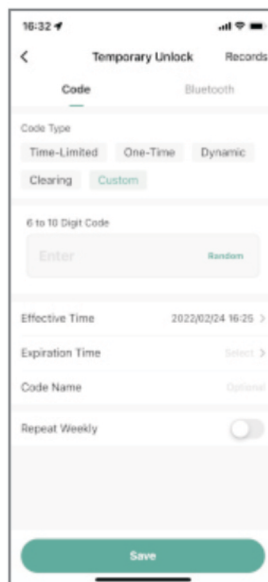 16:32
Temporary Unlock Records
Code Bluetooth
Code Type
Time-Limited One-Time Dynamic
Clearing Custom
6 to 10 Digit Code
Enter Random
Effective Time 2022/02/24 16:25
Expiration Time Select
Code Name Optional
Repeat Weekly
Save